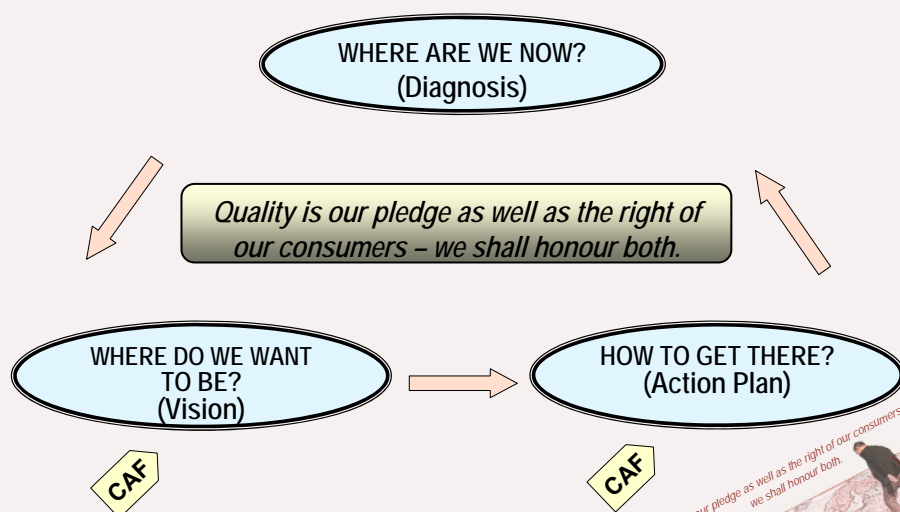 WHERE ARE WE NOW?
(Diagnosis)
Quality is our pledge as well as the right of
our consumers – we shall honour both.
WHERE DO WE WANT
TO BE?
(Vision)
HOW TO GET THERE?
(Action Plan)
CAF
CAF
pledge as well as the right of our consumers
we shall honour both.